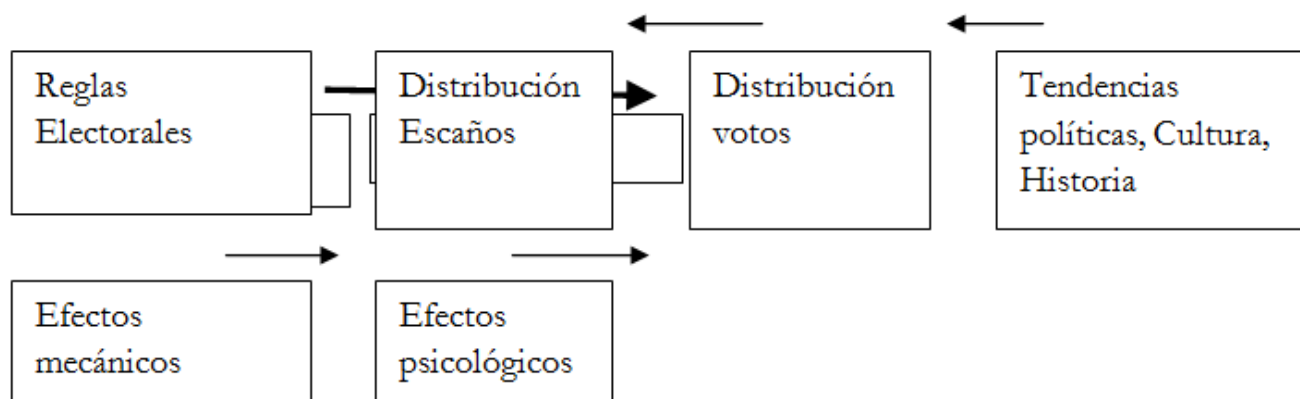 Reglas
Electorales
Distribución
Escaños
Distribución
votos
Tendencias
políticas, Cultura,
Historia
Efectos
mecánicos
Efectos
psicológicos